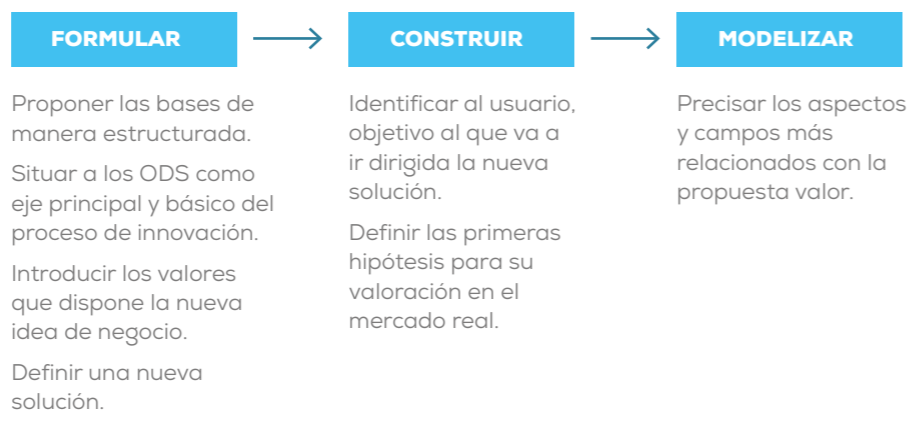 FORMULAR
Proponer las bases de
manera estructurada.
Situar a los ODS como
eje principal y básico del
proceso de innovación.
Introducir los valores
que dispone la nueva
idea de negocio.
Definir una nueva
solución.
CONSTRUIR
Identificar al usuario,
objetivo al que va a
ir dirigida la nueva
solución.
Definir las primeras
hipótesis para su
valoración en el
mercado real.
MODELIZAR
Precisar los aspectos
y campos más
relacionados con la
propuesta valor.